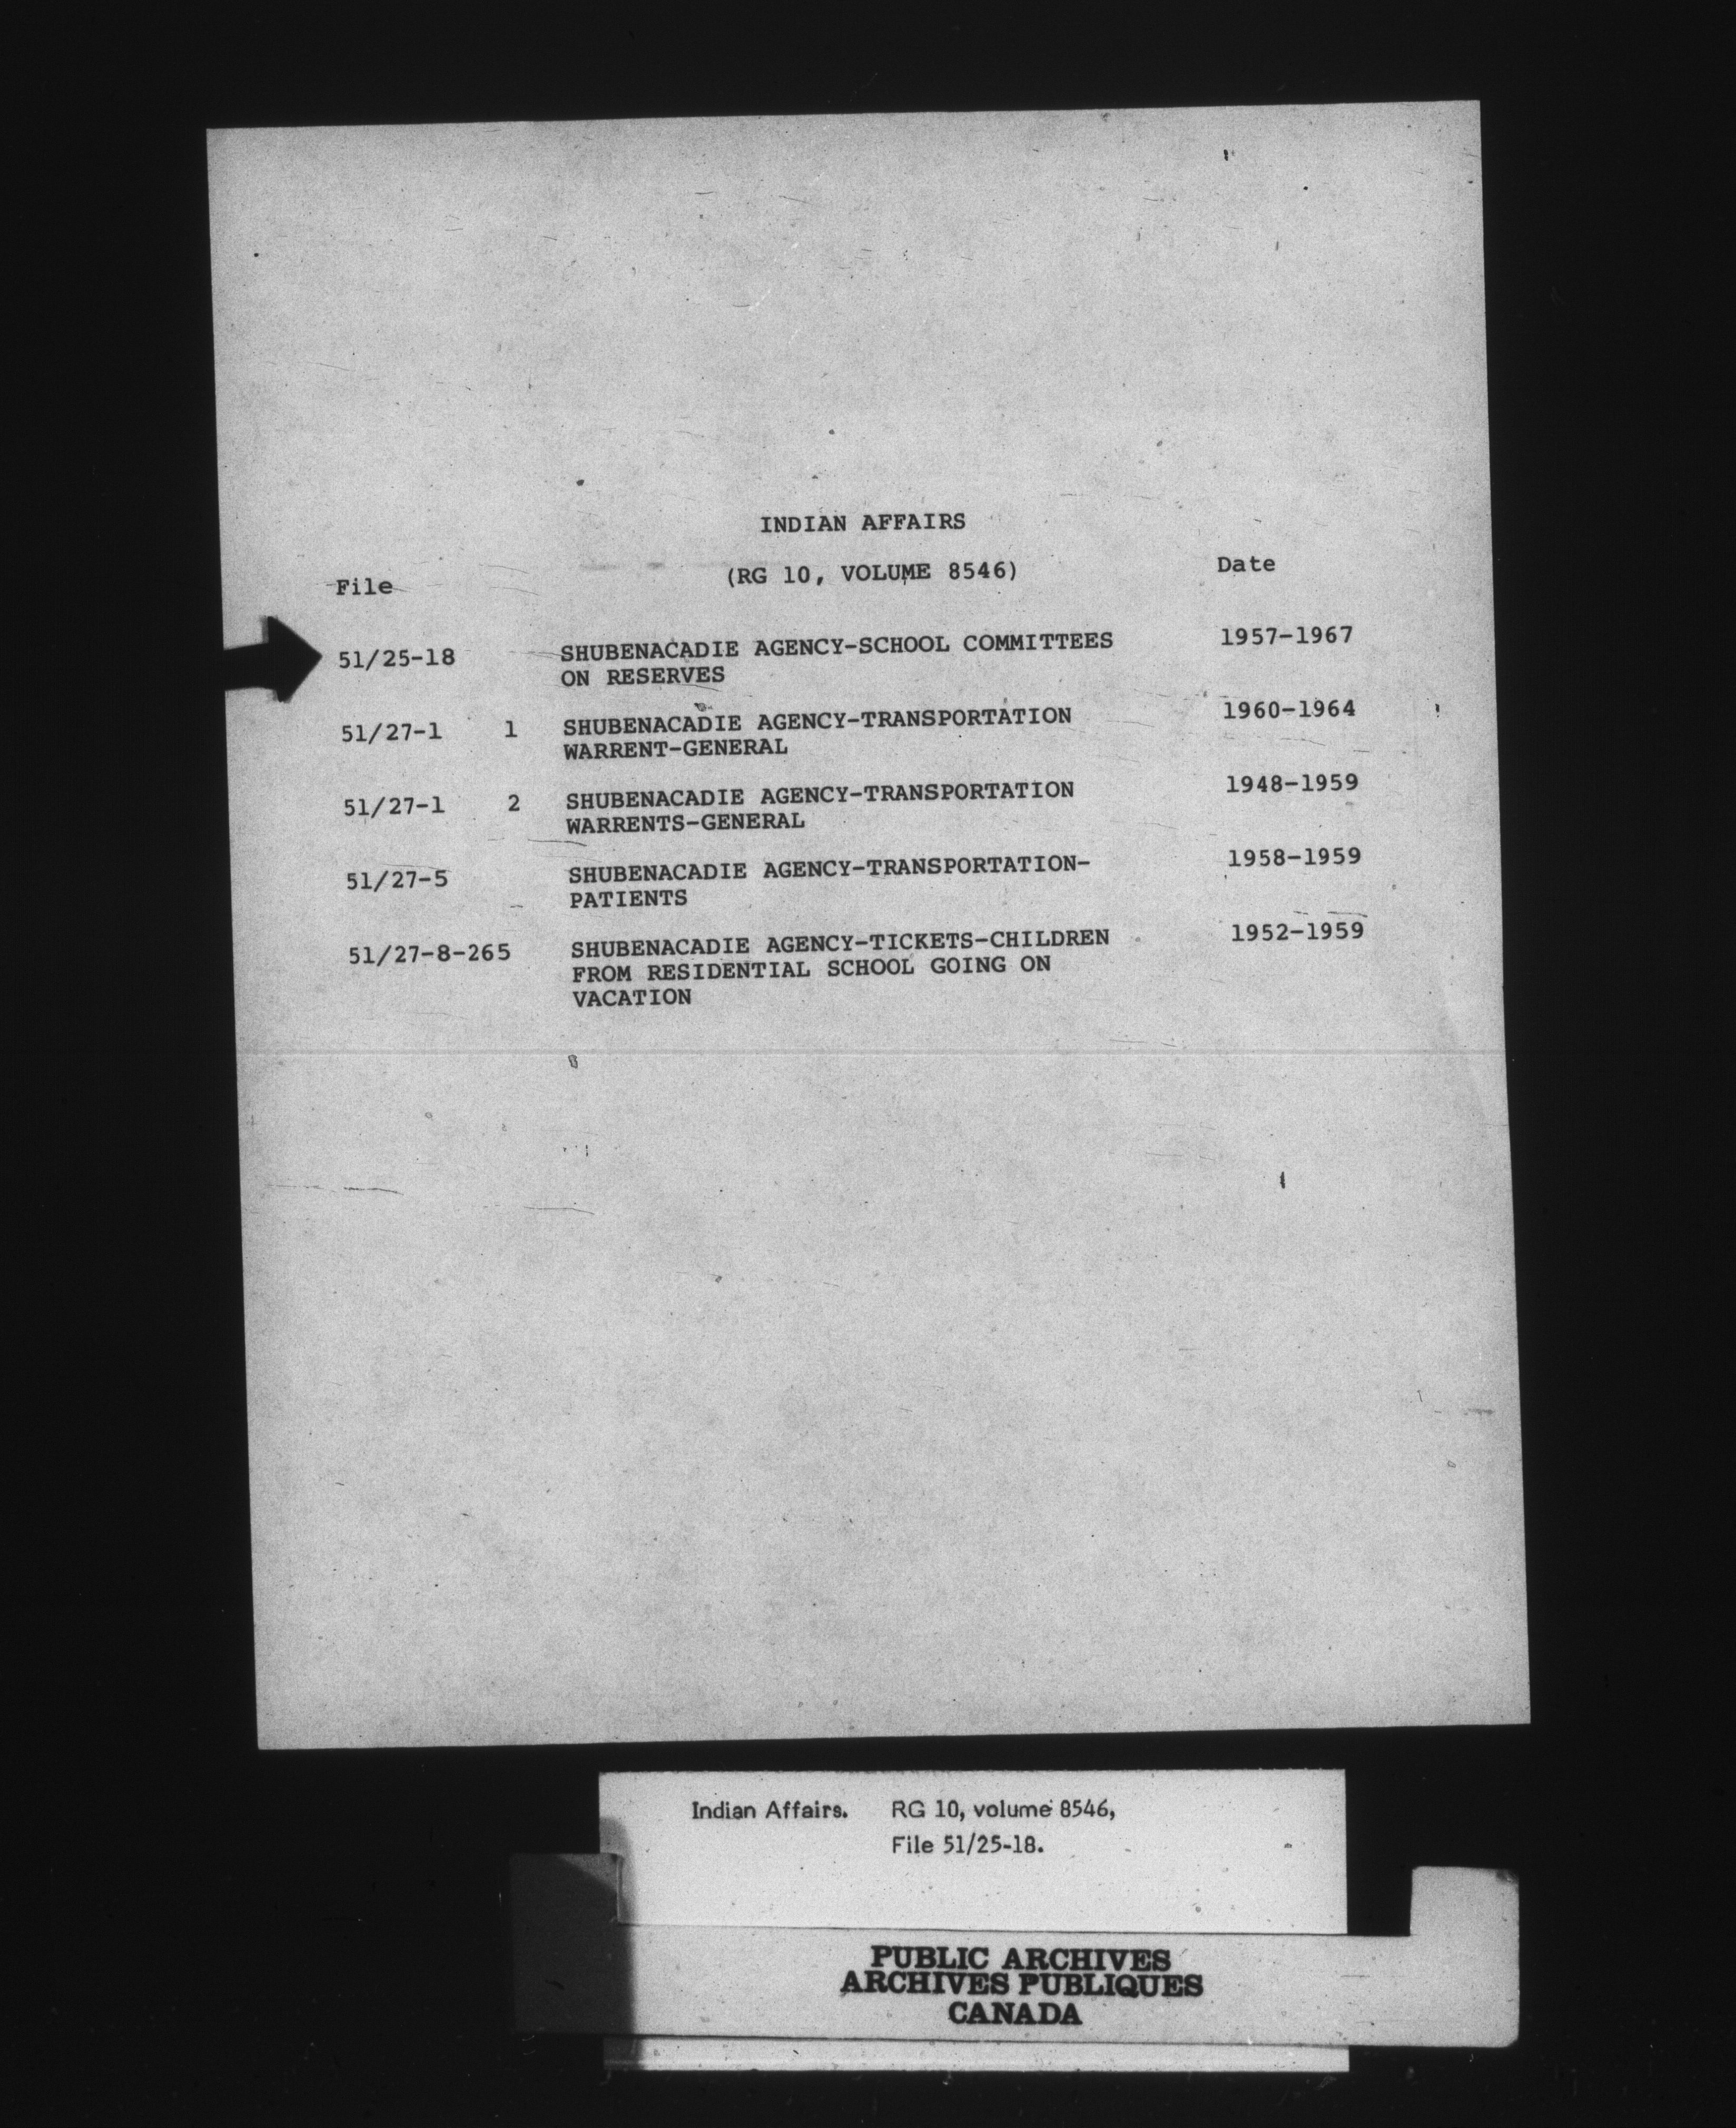 INDIAN AFFAIRS
(RG 10, VOLUME 8546)
File Date
51/25-18 SHUBENACADIE AGENCY-SCHOOL COMMITTEES 1957-1967
ON RESERVES
51/27-1 1 SHUBENACADIE AGENCY-TRANSPORTATION 1960-1964
WARRENT-GENERAL
51/27-1 2 SHUBENACADIE AGENCY-TRANSPORTATION 1948-1959
WARRENTS-GENERAL
51/27-5 SHUBENACADIE AGENCY-TRANSPORTATION- 1958-1959
PATIENTS
51/27-8-265 SHUBENACADIE AGENCY-TICKETS-CHILDREN 1952-1959
FROM RESIDENTIAL SCHOOL GOING ON
VACATION
Indian Affairs. RG 10, volume 8546,
File 51/25-18.
PUBLIC ARCHIVES
ARCHIVES PUBLIQUES
CANADA